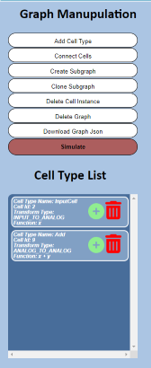 Graph Manupulation
Add Cell Type
Connect Cells
Create Subgraph
Clone Subgraph
Delete Cell Instance
Delete Graph
Download Graph Json
Simulate
Cell Type List
Cell Type Name: InputCell
Cell Id: 2
Transform Type:
INPUT_TO_ANALOG
Function: x
Cell Type Name: Add
Cell Id: 9
Transform Type:
ANALOG_TO_ANALOG
Function: x + y